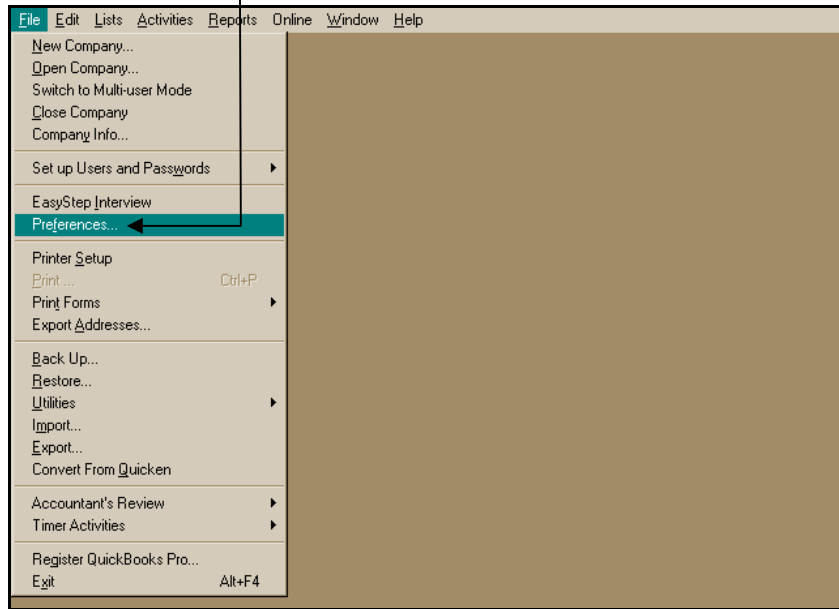 File Edit Lists Activities Reports Online Window Help
New Company...
Open Company...
Switch to Multi-user Mode
Close Company
Company Info...
Set up Users and Passwords
EasyStep Interview
Preferences...
Printer Setup
Print ... Ctrl+P
Print Forms
Export Addresses...
Back Up...
Restore...
Utilities
Import...
Export...
Convert From Quicken
Accountant's Review
Timer Activities
Register QuickBooks Pro...
Exit Alt+F4